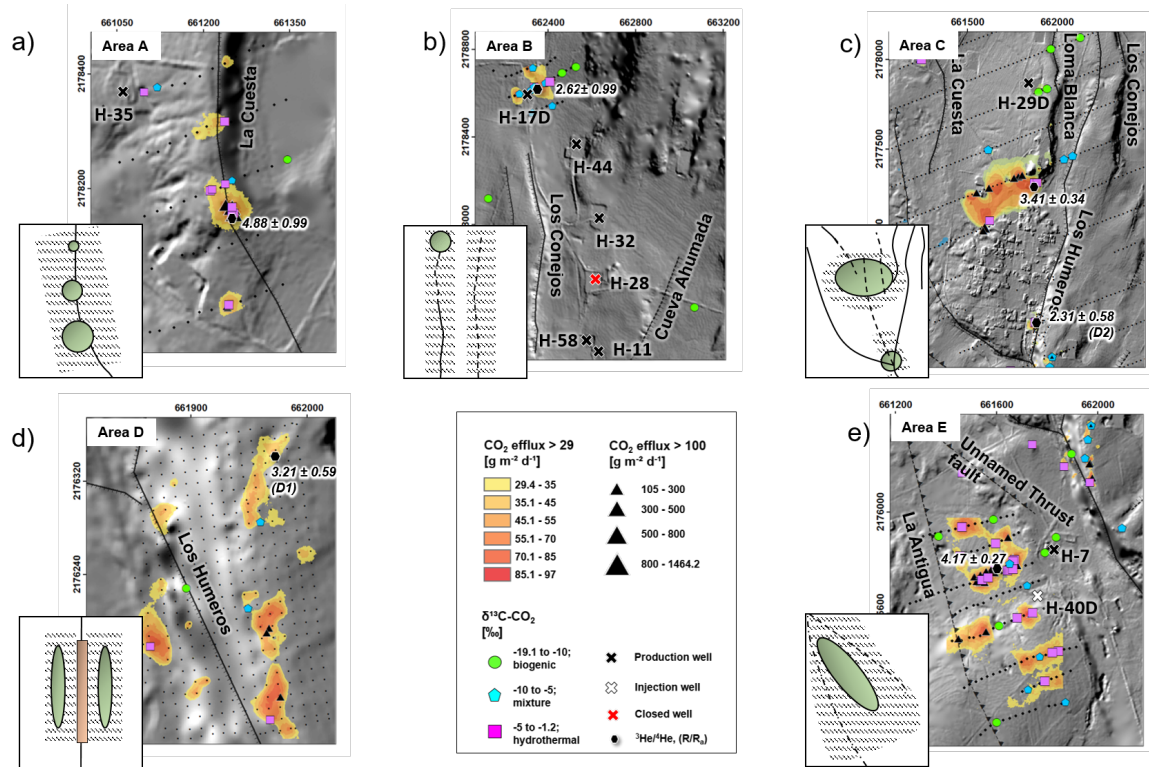 a)
661050
661250
661350
Area A
2178400
H-35
La Cuesta
2178200
4.88 ± 0.99
b)
662400
662800
663200
Area B
2178800
2.62± 0.99
H-17D
2178400
H-44
Los Conejos
H-32
H-28
Cueva Ahumada
H-58
H-11
c)
661500
662000
Area C
2178000
Cuesta
H-29D
Loma Blanca
Los Conejos
2177500
3.41 ± 0.34
Los Humeros
2.31 ± 0.58
(D2)
d)
661900
662000
Area D
2176320
3.21 ± 0.59
(D1)
2176240
Los Humeros
CO₂ efflux > 29
[g m⁻² d⁻¹]
29.4 - 35
35.1 - 45
45.1 - 55
55.1 - 70
70.1 - 85
85.1 - 97
CO₂ efflux > 100
[g m⁻² d⁻¹]
105 - 300
300 - 500
500 - 800
800 - 1464.2
δ¹³C-CO₂
[‰]
-19.1 to -10;
biogenic
-10 to -5;
mixture
-5 to -1.2;
hydrothermal
Production well
Injection well
Closed well
³He/⁴He, (R/Rₐ)
e)
661200
661600
662000
Area E
Unnamed Thrust
fault
2176000
La Antigua
H-7
4.17 ± 0.27
H-40D